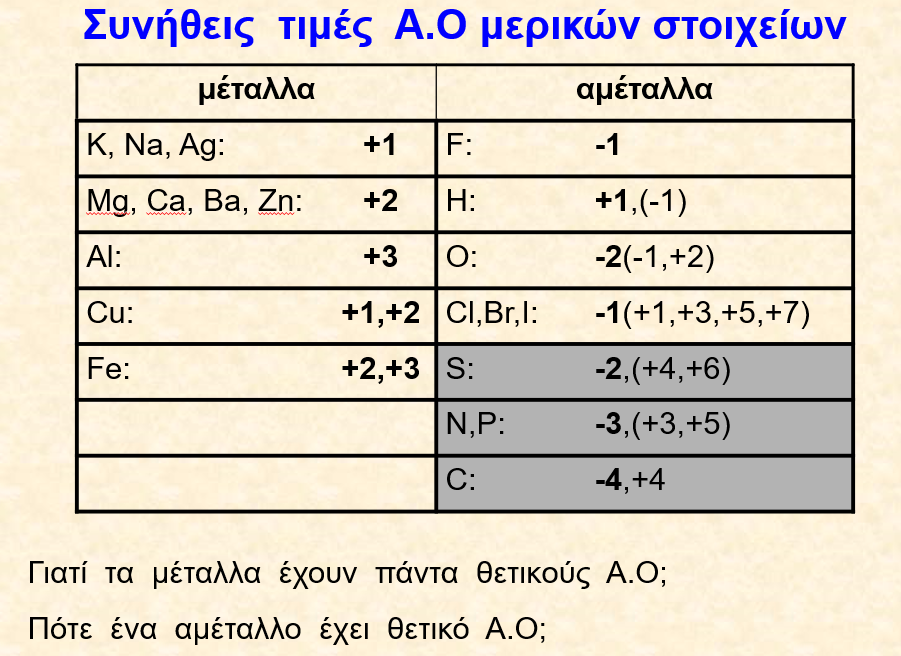 Συνήθεις τιμές Α.Ο μερικών στοιχείων
μέταλλα αμέταλλα
K, Na, Ag: +1 F: -1
Mg, Ca, Ba, Zn: +2 H: +1,(-1)
Al: +3 O: -2(-1,+2)
Cu: +1,+2 Cl,Br,I: -1(+1,+3,+5,+7)
Fe: +2,+3 S: -2,(+4,+6)
N,P: -3,(+3,+5)
C: -4,+4
Γιατί τα μέταλλα έχουν πάντα θετικούς Α.Ο;
Πότε ένα αμέταλλο έχει θετικό Α.Ο;